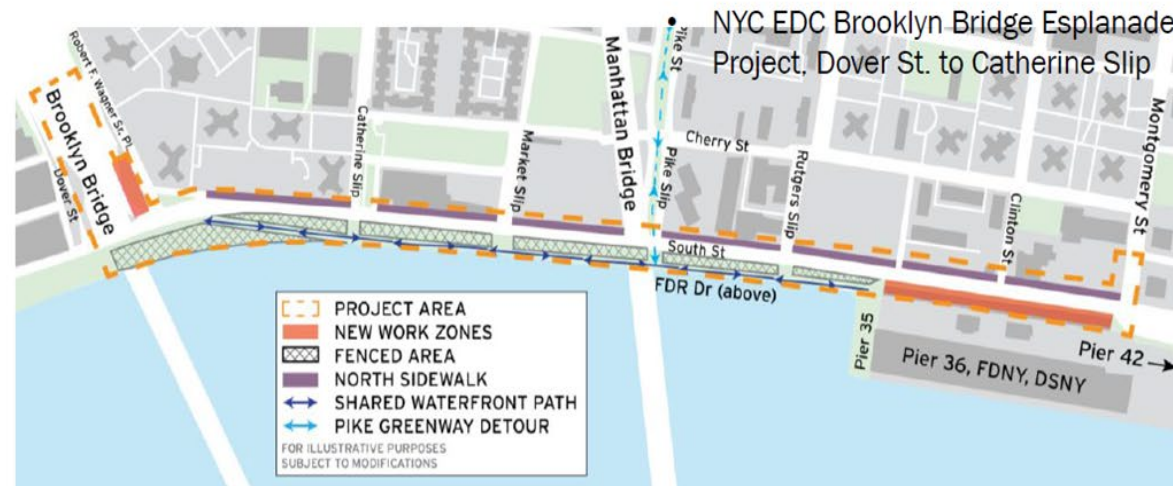 • NYC EDC Brooklyn Bridge Esplanade
Project, Dover St. to Catherine Slip
Robert F. Wagner Sr. Pl.
Brooklyn Bridge
Dover St
Catherine Slip
Market Slip
Manhattan Bridge
Pike St
Pike Slip
Cherry St
Rutgers Slip
Clinton St
Montgomery St
South St
FDR Dr (above)
Pier 35
Pier 36, FDNY, DSNY
Pier 42
PROJECT AREA
NEW WORK ZONES
FENCED AREA
NORTH SIDEWALK
SHARED WATERFRONT PATH
PIKE GREENWAY DETOUR
FOR ILLUSTRATIVE PURPOSES
SUBJECT TO MODIFICATIONS